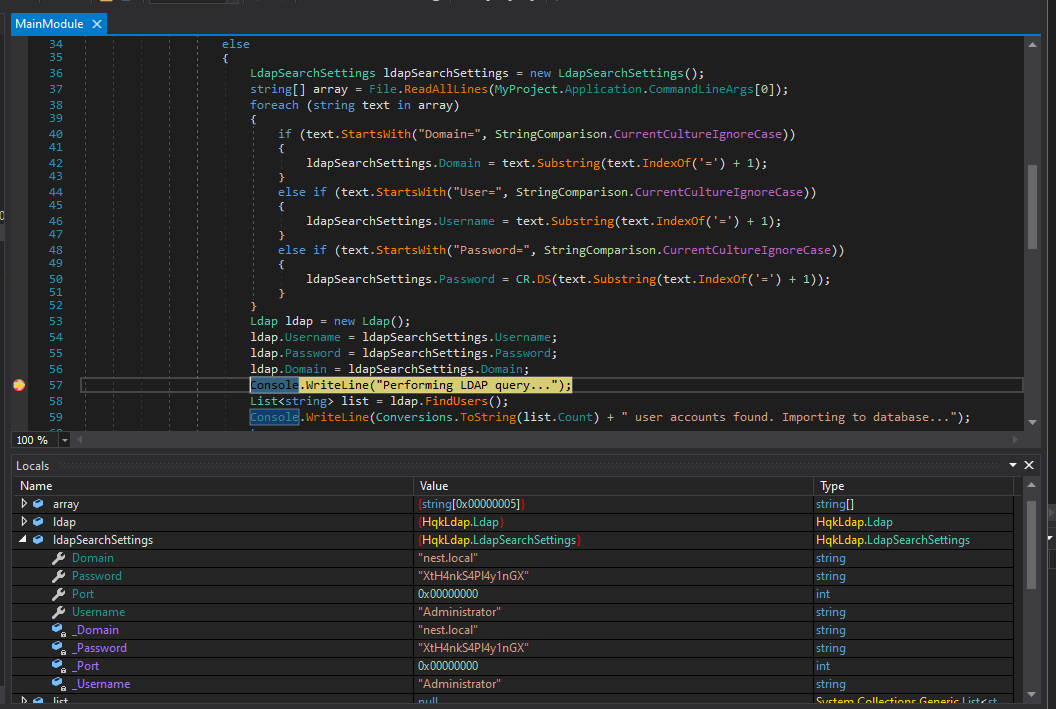 MainModule
34 else
35 {
36 LdapSearchSettings ldapSearchSettings = new LdapSearchSettings();
37 string[] array = File.ReadAllLines(MyProject.Application.CommandLineArgs[0]);
38 foreach (string text in array)
39 {
40 if (text.StartsWith("Domain=", StringComparison.CurrentCultureIgnoreCase))
41 {
42 ldapSearchSettings.Domain = text.Substring(text.IndexOf('=') + 1);
43 }
44 else if (text.StartsWith("User=", StringComparison.CurrentCultureIgnoreCase))
45 {
46 ldapSearchSettings.Username = text.Substring(text.IndexOf('=') + 1);
47 }
48 else if (text.StartsWith("Password=", StringComparison.CurrentCultureIgnoreCase))
49 {
50 ldapSearchSettings.Password = CR.DS(text.Substring(text.IndexOf('=') + 1));
51 }
52 }
53 Ldap ldap = new Ldap();
54 ldap.Username = ldapSearchSettings.Username;
55 ldap.Password = ldapSearchSettings.Password;
56 ldap.Domain = ldapSearchSettings.Domain;
57 Console.WriteLine("Performing LDAP query...");
58 List<string> list = ldap.FindUsers();
59 Console.WriteLine(Conversions.ToString(list.Count) + " user accounts found. Importing to database...");
100 %
Locals
Name Value Type
array {string[0x00000005]} string[]
ldap {HqkLdap.Ldap} HqkLdap.Ldap
ldapSearchSettings {HqkLdap.LdapSearchSettings} HqkLdap.LdapSearchSettings
Domain "nest.local" string
Password "XtH4nkS4Pl4y1nGX" string
Port 0x00000000 int
Username "Administrator" string
_Domain "nest.local" string
_Password "XtH4nkS4Pl4y1nGX" string
_Port 0x00000000 int
_Username "Administrator" string
list null System.Collections.Generic.List<st